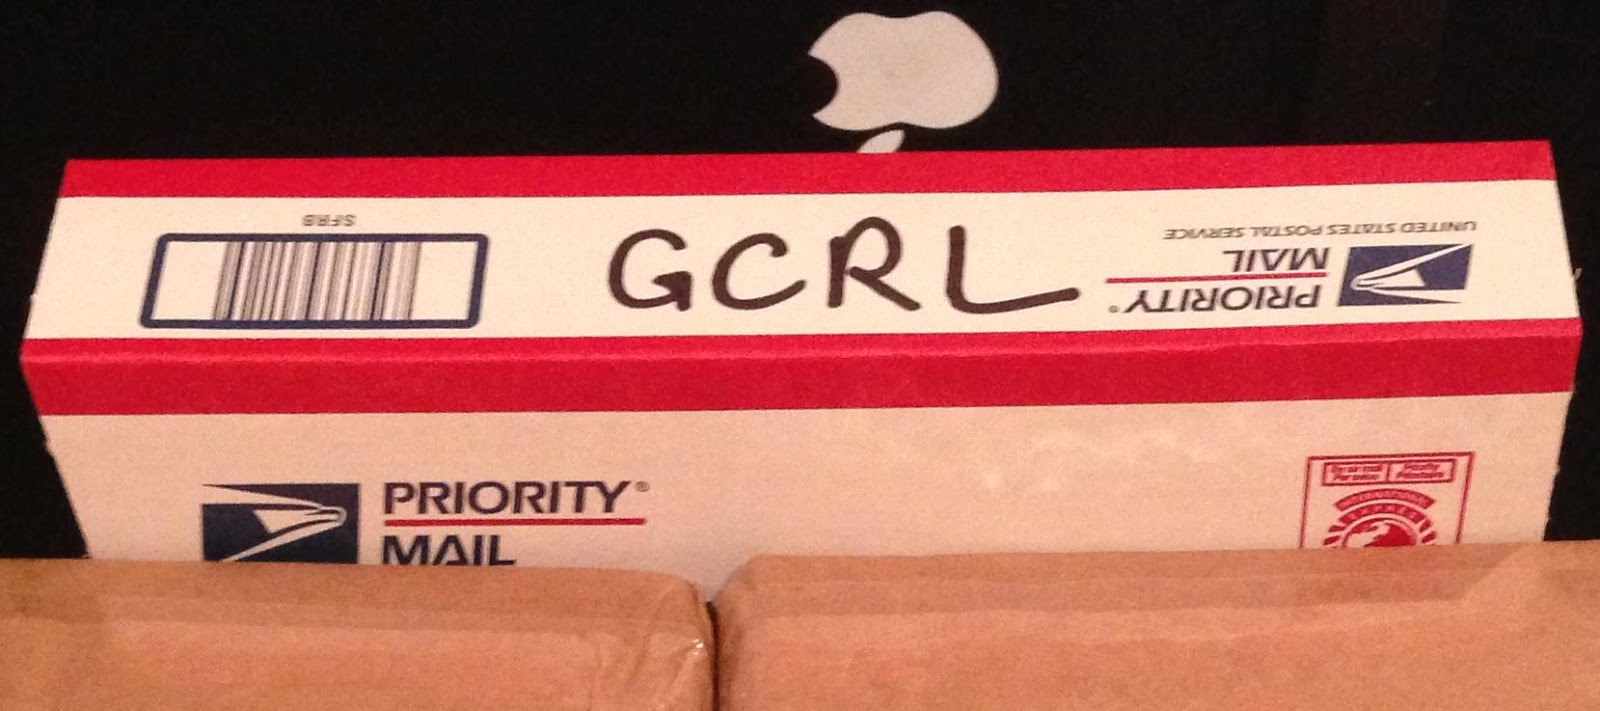 SFRB
GCRL
UNITED STATES POSTAL SERVICE
PRIORITY®
MAIL
PRIORITY®
MAIL